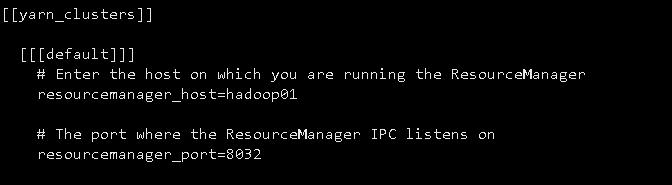 [[yarn_clusters]]
[[[default]]]
# Enter the host on which you are running the ResourceManager
resourcemanager_host=hadoop01
# The port where the ResourceManager IPC listens on
resourcemanager_port=8032